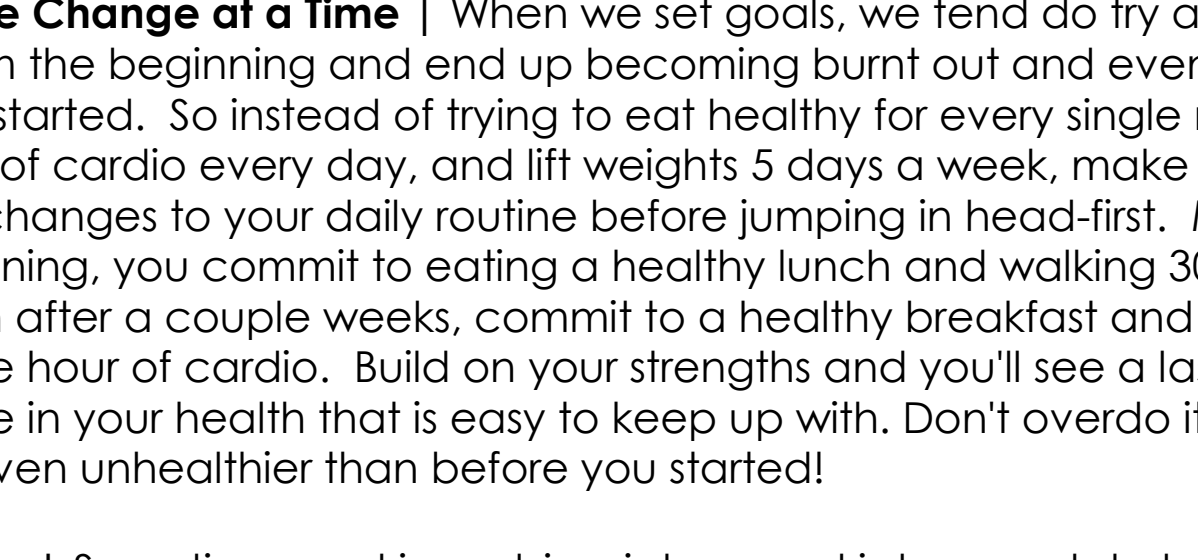 e Change at a Time | When we set goals, we tend do try a
the beginning and end up becoming burnt out and ever
started.  So instead of trying to eat healthy for every single
of cardio every day, and lift weights 5 days a week, make
changes to your daily routine before jumping in head-first.
ning, you commit to eating a healthy lunch and walking 30
after a couple weeks, commit to a healthy breakfast and
e hour of cardio.  Build on your strengths and you'll see a las
e in your health that is easy to keep up with. Don't overdo it
ven unhealthier than before you started!